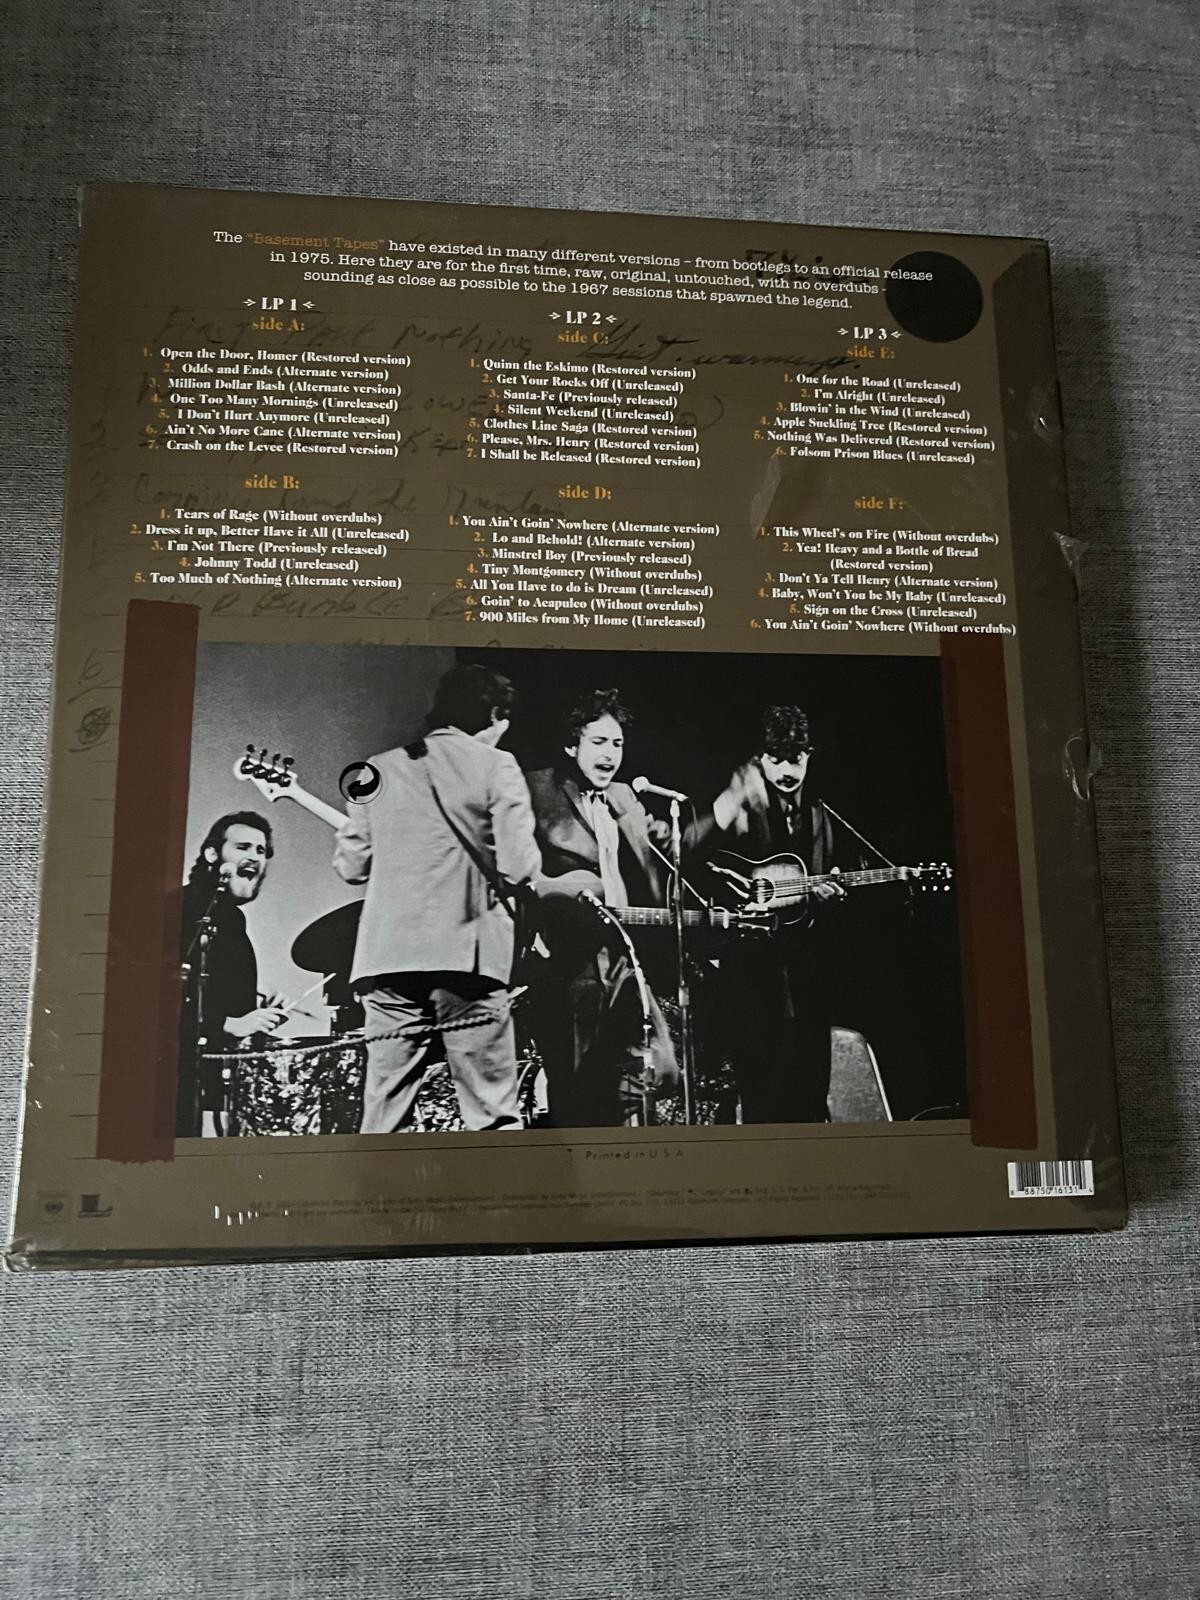 The "Basement Tapes" have existed in many different versions – from bootlegs to an official release
in 1975. Here they are for the first time, raw, original, untouched, with no overdubs -
sounding as close as possible to the 1967 sessions that spawned the legend.
LP 1
side A:
1. Open the Door, Homer (Restored version)
2. Odds and Ends (Alternate version)
3. Million Dollar Bash (Alternate version)
4. One Too Many Mornings (Unreleased)
5. I Don't Hurt Anymore (Unreleased)
6. Ain't No More Cane (Alternate version)
7. Crash on the Levee (Restored version)
side B:
1. Tears of Rage (Without overdubs)
2. Dress it up, Better Have it All (Unreleased)
3. I'm Not There (Previously released)
4. Johnny Todd (Unreleased)
5. Too Much of Nothing (Alternate version)
LP 2
side C:
1. Quinn the Eskimo (Restored version)
2. Get Your Rocks Off (Unreleased)
3. Santa-Fe (Previously released)
4. Silent Weekend (Unreleased)
5. Clothes Line Saga (Restored version)
6. Please, Mrs. Henry (Restored version)
7. I Shall be Released (Restored version)
side D:
1. You Ain't Goin' Nowhere (Alternate version)
2. Lo and Behold! (Alternate version)
3. Minstrel Boy (Previously released)
4. Tiny Montgomery (Without overdubs)
5. All You Have to do is Dream (Unreleased)
6. Goin' to Acapulco (Without overdubs)
7. 900 Miles from My Home (Unreleased)
LP 3
side E:
1. One for the Road (Unreleased)
2. I'm Alright (Unreleased)
3. Blowin' in the Wind (Unreleased)
4. Apple Suckling Tree (Restored version)
5. Nothing Was Delivered (Restored version)
6. Folsom Prison Blues (Unreleased)
side F:
1. This Wheel's on Fire (Without overdubs)
2. Yea! Heavy and a Bottle of Bread
(Restored version)
3. Don't Ya Tell Henry (Alternate version)
4. Baby, Won't You be My Baby (Unreleased)
5. Sign on the Cross (Unreleased)
6. You Ain't Goin' Nowhere (Without overdubs)
First Part Nothing
Printed in U S A
8 88750 16131 4